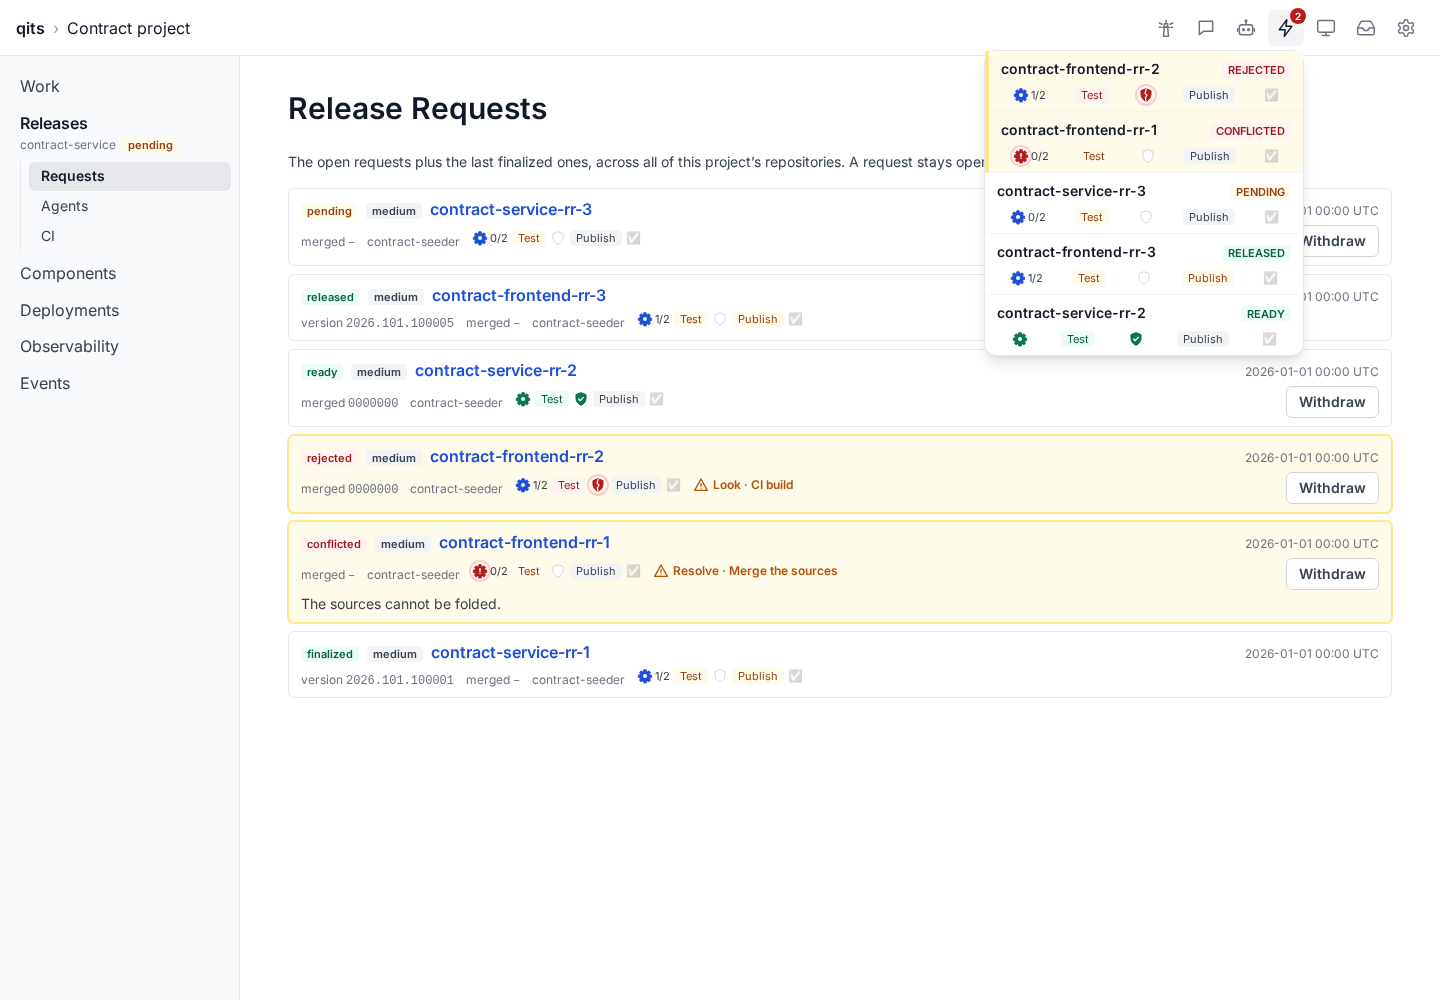 qits › Contract project
2
Work
Releases
contract-service pending
Requests
Agents
CI
Components
Deployments
Observability
Events
Release Requests
The open requests plus the last finalized ones, across all of this project's repositories. A request stays
pending medium contract-service-rr-3
01 00:00 UTC
merged – contract-seeder 0/2 Test Publish
Withdraw
released medium contract-frontend-rr-3
01 00:00 UTC
version 2026.101.100005 merged – contract-seeder 1/2 Test Publish
ready medium contract-service-rr-2
2026-01-01 00:00 UTC
merged 0000000 contract-seeder Test Publish
Withdraw
rejected medium contract-frontend-rr-2
2026-01-01 00:00 UTC
merged 0000000 contract-seeder 1/2 Test Publish Look · CI build
Withdraw
conflicted medium contract-frontend-rr-1
2026-01-01 00:00 UTC
merged – contract-seeder 0/2 Test Publish Resolve · Merge the sources
Withdraw
The sources cannot be folded.
finalized medium contract-service-rr-1
2026-01-01 00:00 UTC
version 2026.101.100001 merged – contract-seeder 1/2 Test Publish
contract-frontend-rr-2 REJECTED
1/2 Test Publish
contract-frontend-rr-1 CONFLICTED
0/2 Test Publish
contract-service-rr-3 PENDING
0/2 Test Publish
contract-frontend-rr-3 RELEASED
1/2 Test Publish
contract-service-rr-2 READY
Test Publish